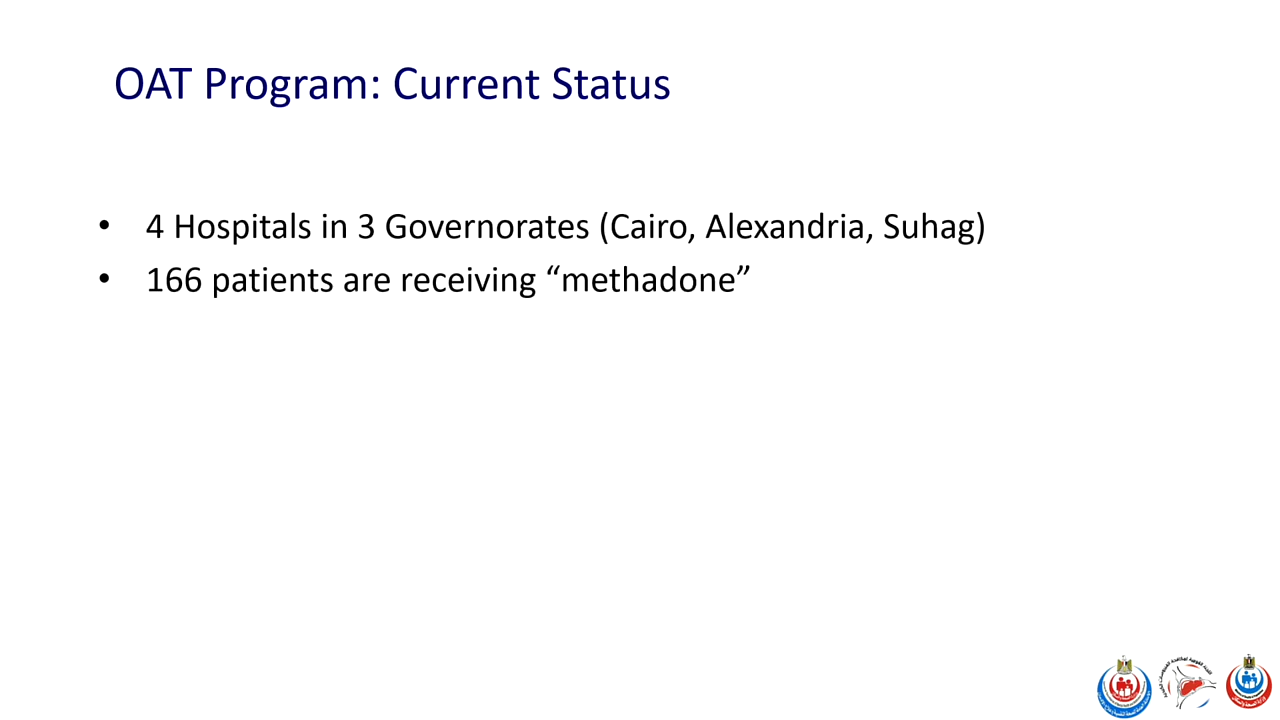 OAT Program: Current Status
• 4 Hospitals in 3 Governorates (Cairo, Alexandria, Suhag)
• 166 patients are receiving “methadone”